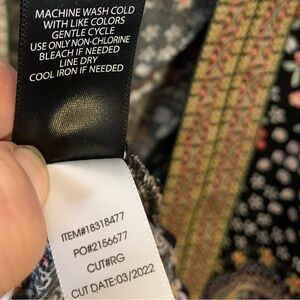 MACHINE WASH COLD
WITH LIKE COLORS
GENTLE CYCLE
USE ONLY NON-CHLORINE
BLEACH IF NEEDED
LINE DRY
COOL IRON IF NEEDED
ITEM#18318477
PO#2156677
CUT#RG
CUT DATE:03/2022